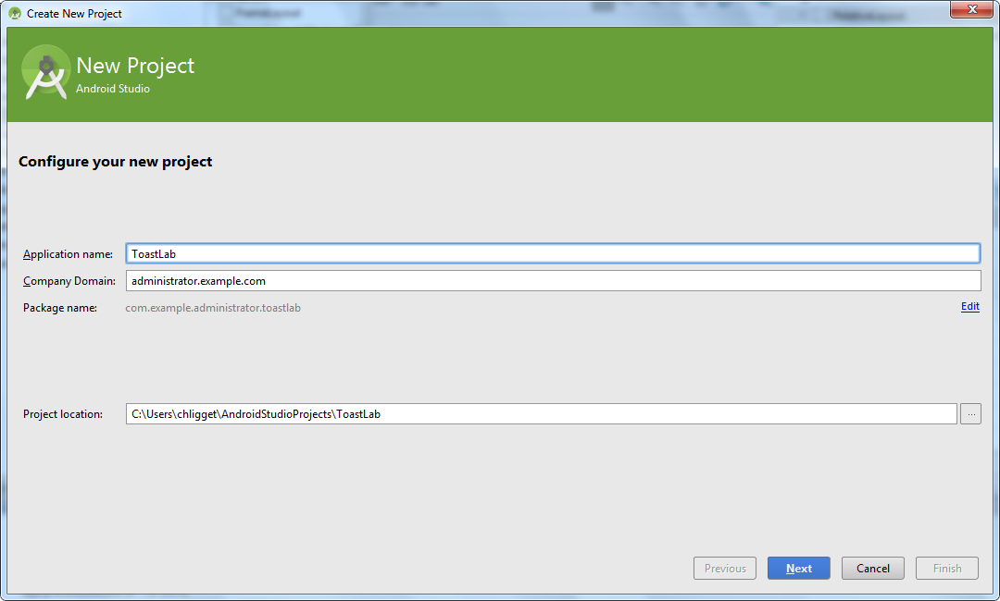 Create New Project
New Project
Android Studio
Configure your new project
Application name: ToastLab
Company Domain: administrator.example.com
Package name: com.example.administrator.toastlab Edit
Project location: C:\Users\chligget\AndroidStudioProjects\ToastLab ...
Previous Next Cancel Finish